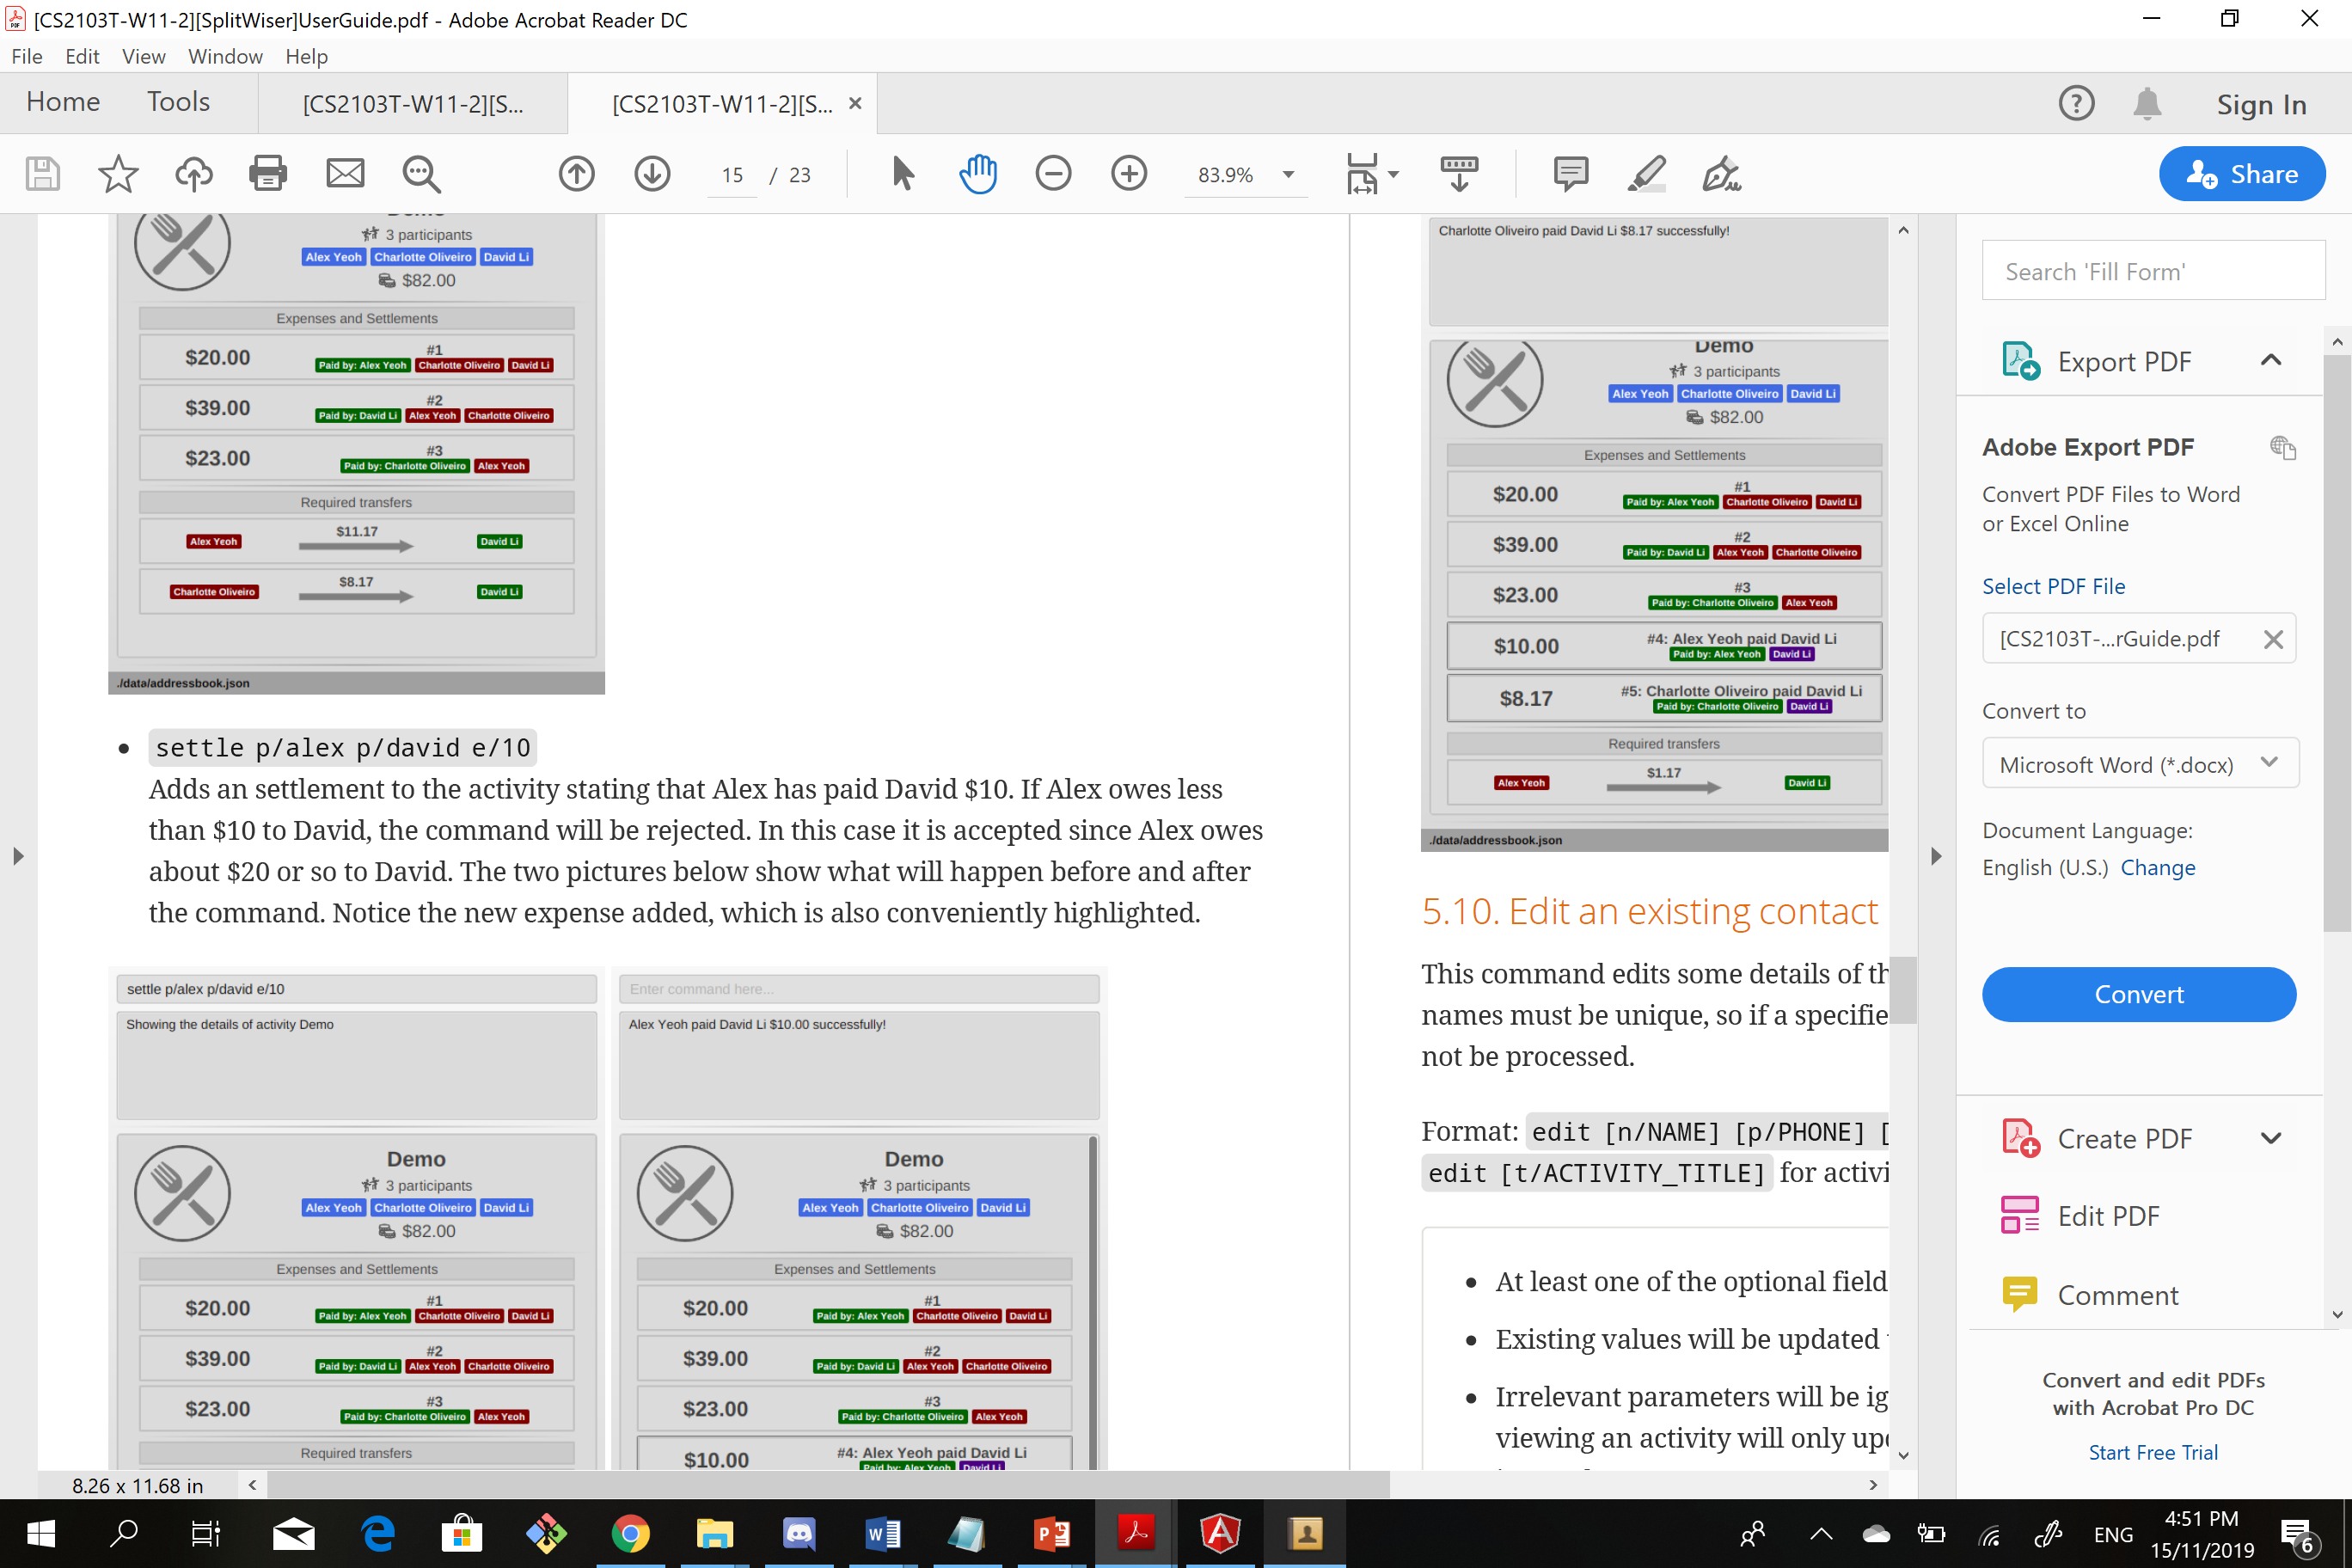 [CS2103T-W11-2][SplitWiser]UserGuide.pdf - Adobe Acrobat Reader DC
File Edit View Window Help
Home Tools [CS2103T-W11-2][S... [CS2103T-W11-2][S... Sign In
15 / 23 83.9% Share
3 participants
Alex Yeoh Charlotte Oliveiro David Li
$82.00
Expenses and Settlements
$20.00 #1
Paid by: Alex Yeoh Charlotte Oliveiro David Li
$39.00 #2
Paid by: David Li Alex Yeoh Charlotte Oliveiro
$23.00 #3
Paid by: Charlotte Oliveiro Alex Yeoh
Required transfers
Alex Yeoh $11.17 David Li
Charlotte Oliveiro $8.17 David Li
./data/addressbook.json
settle p/alex p/david e/10
Adds an settlement to the activity stating that Alex has paid David $10. If Alex owes less
than $10 to David, the command will be rejected. In this case it is accepted since Alex owes
about $20 or so to David. The two pictures below show what will happen before and after
the command. Notice the new expense added, which is also conveniently highlighted.
settle p/alex p/david e/10
Showing the details of activity Demo
Demo
3 participants
Alex Yeoh Charlotte Oliveiro David Li
$82.00
Expenses and Settlements
$20.00 #1
Paid by: Alex Yeoh Charlotte Oliveiro David Li
$39.00 #2
Paid by: David Li Alex Yeoh Charlotte Oliveiro
$23.00 #3
Paid by: Charlotte Oliveiro Alex Yeoh
Required transfers
Enter command here...
Alex Yeoh paid David Li $10.00 successfully!
Demo
3 participants
Alex Yeoh Charlotte Oliveiro David Li
$82.00
Expenses and Settlements
$20.00 #1
Paid by: Alex Yeoh Charlotte Oliveiro David Li
$39.00 #2
Paid by: David Li Alex Yeoh Charlotte Oliveiro
$23.00 #3
Paid by: Charlotte Oliveiro Alex Yeoh
$10.00 #4: Alex Yeoh paid David Li
Paid by: Alex Yeoh David Li
Charlotte Oliveiro paid David Li $8.17 successfully!
Demo
3 participants
Alex Yeoh Charlotte Oliveiro David Li
$82.00
Expenses and Settlements
$20.00 #1
Paid by: Alex Yeoh Charlotte Oliveiro David Li
$39.00 #2
Paid by: David Li Alex Yeoh Charlotte Oliveiro
$23.00 #3
Paid by: Charlotte Oliveiro Alex Yeoh
$10.00 #4: Alex Yeoh paid David Li
Paid by: Alex Yeoh David Li
$8.17 #5: Charlotte Oliveiro paid David Li
Paid by: Charlotte Oliveiro David Li
Required transfers
Alex Yeoh $1.17 David Li
./data/addressbook.json
5.10. Edit an existing contact
This command edits some details of th
names must be unique, so if a specifie
not be processed.
Format: edit [n/NAME] [p/PHONE] [
edit [t/ACTIVITY_TITLE] for activi
At least one of the optional field
Existing values will be updated
Irrelevant parameters will be ig
viewing an activity will only up
Search 'Fill Form'
Export PDF
Adobe Export PDF
Convert PDF Files to Word
or Excel Online
Select PDF File
[CS2103T-...rGuide.pdf
Convert to
Microsoft Word (*.docx)
Document Language:
English (U.S.) Change
Convert
Create PDF
Edit PDF
Comment
Convert and edit PDFs
with Acrobat Pro DC
Start Free Trial
8.26 x 11.68 in
ENG
4:51 PM
15/11/2019
6